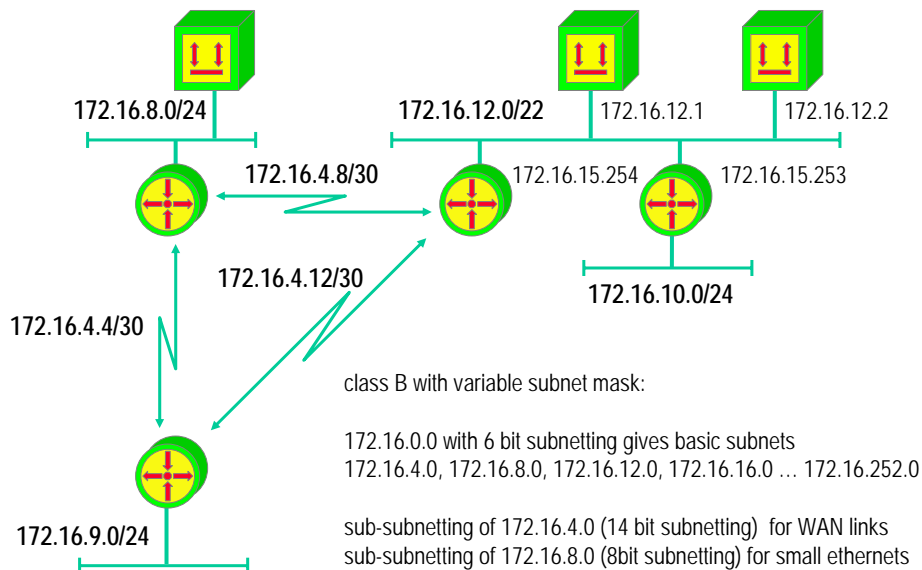 172.16.8.0/24
172.16.12.0/22
172.16.12.1
172.16.12.2
172.16.4.8/30
172.16.15.254
172.16.15.253
172.16.4.12/30
172.16.10.0/24
172.16.4.4/30
class B with variable subnet mask:
172.16.0.0 with 6 bit subnetting gives basic subnets
172.16.4.0, 172.16.8.0, 172.16.12.0, 172.16.16.0 ... 172.16.252.0
172.16.9.0/24
sub-subnetting of 172.16.4.0 (14 bit subnetting) for WAN links
sub-subnetting of 172.16.8.0 (8bit subnetting) for small ethernets